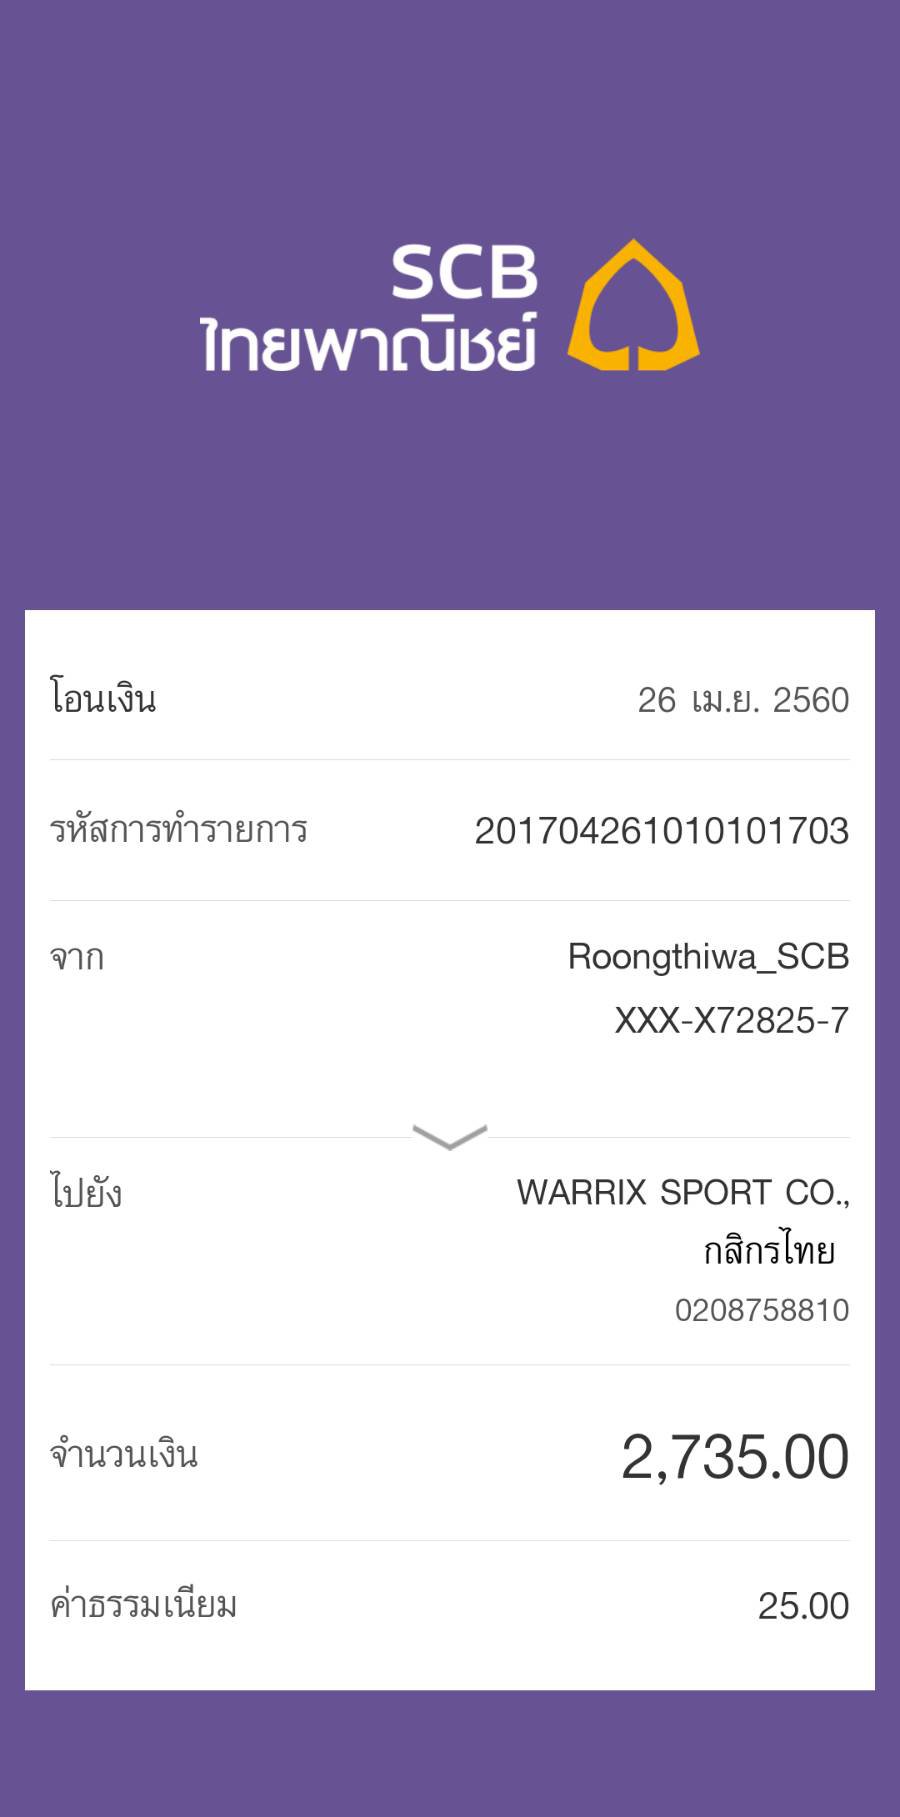 SCB
ไทยพาณิชย์
โอนเงิน 26 เม.ย. 2560
รหัสการทำรายการ 201704261010101703
จาก Roongthiwa_SCB
XXX-X72825-7
ไปยัง WARRIX SPORT CO.,
กสิกรไทย
0208758810
จำนวนเงิน 2,735.00
ค่าธรรมเนียม 25.00